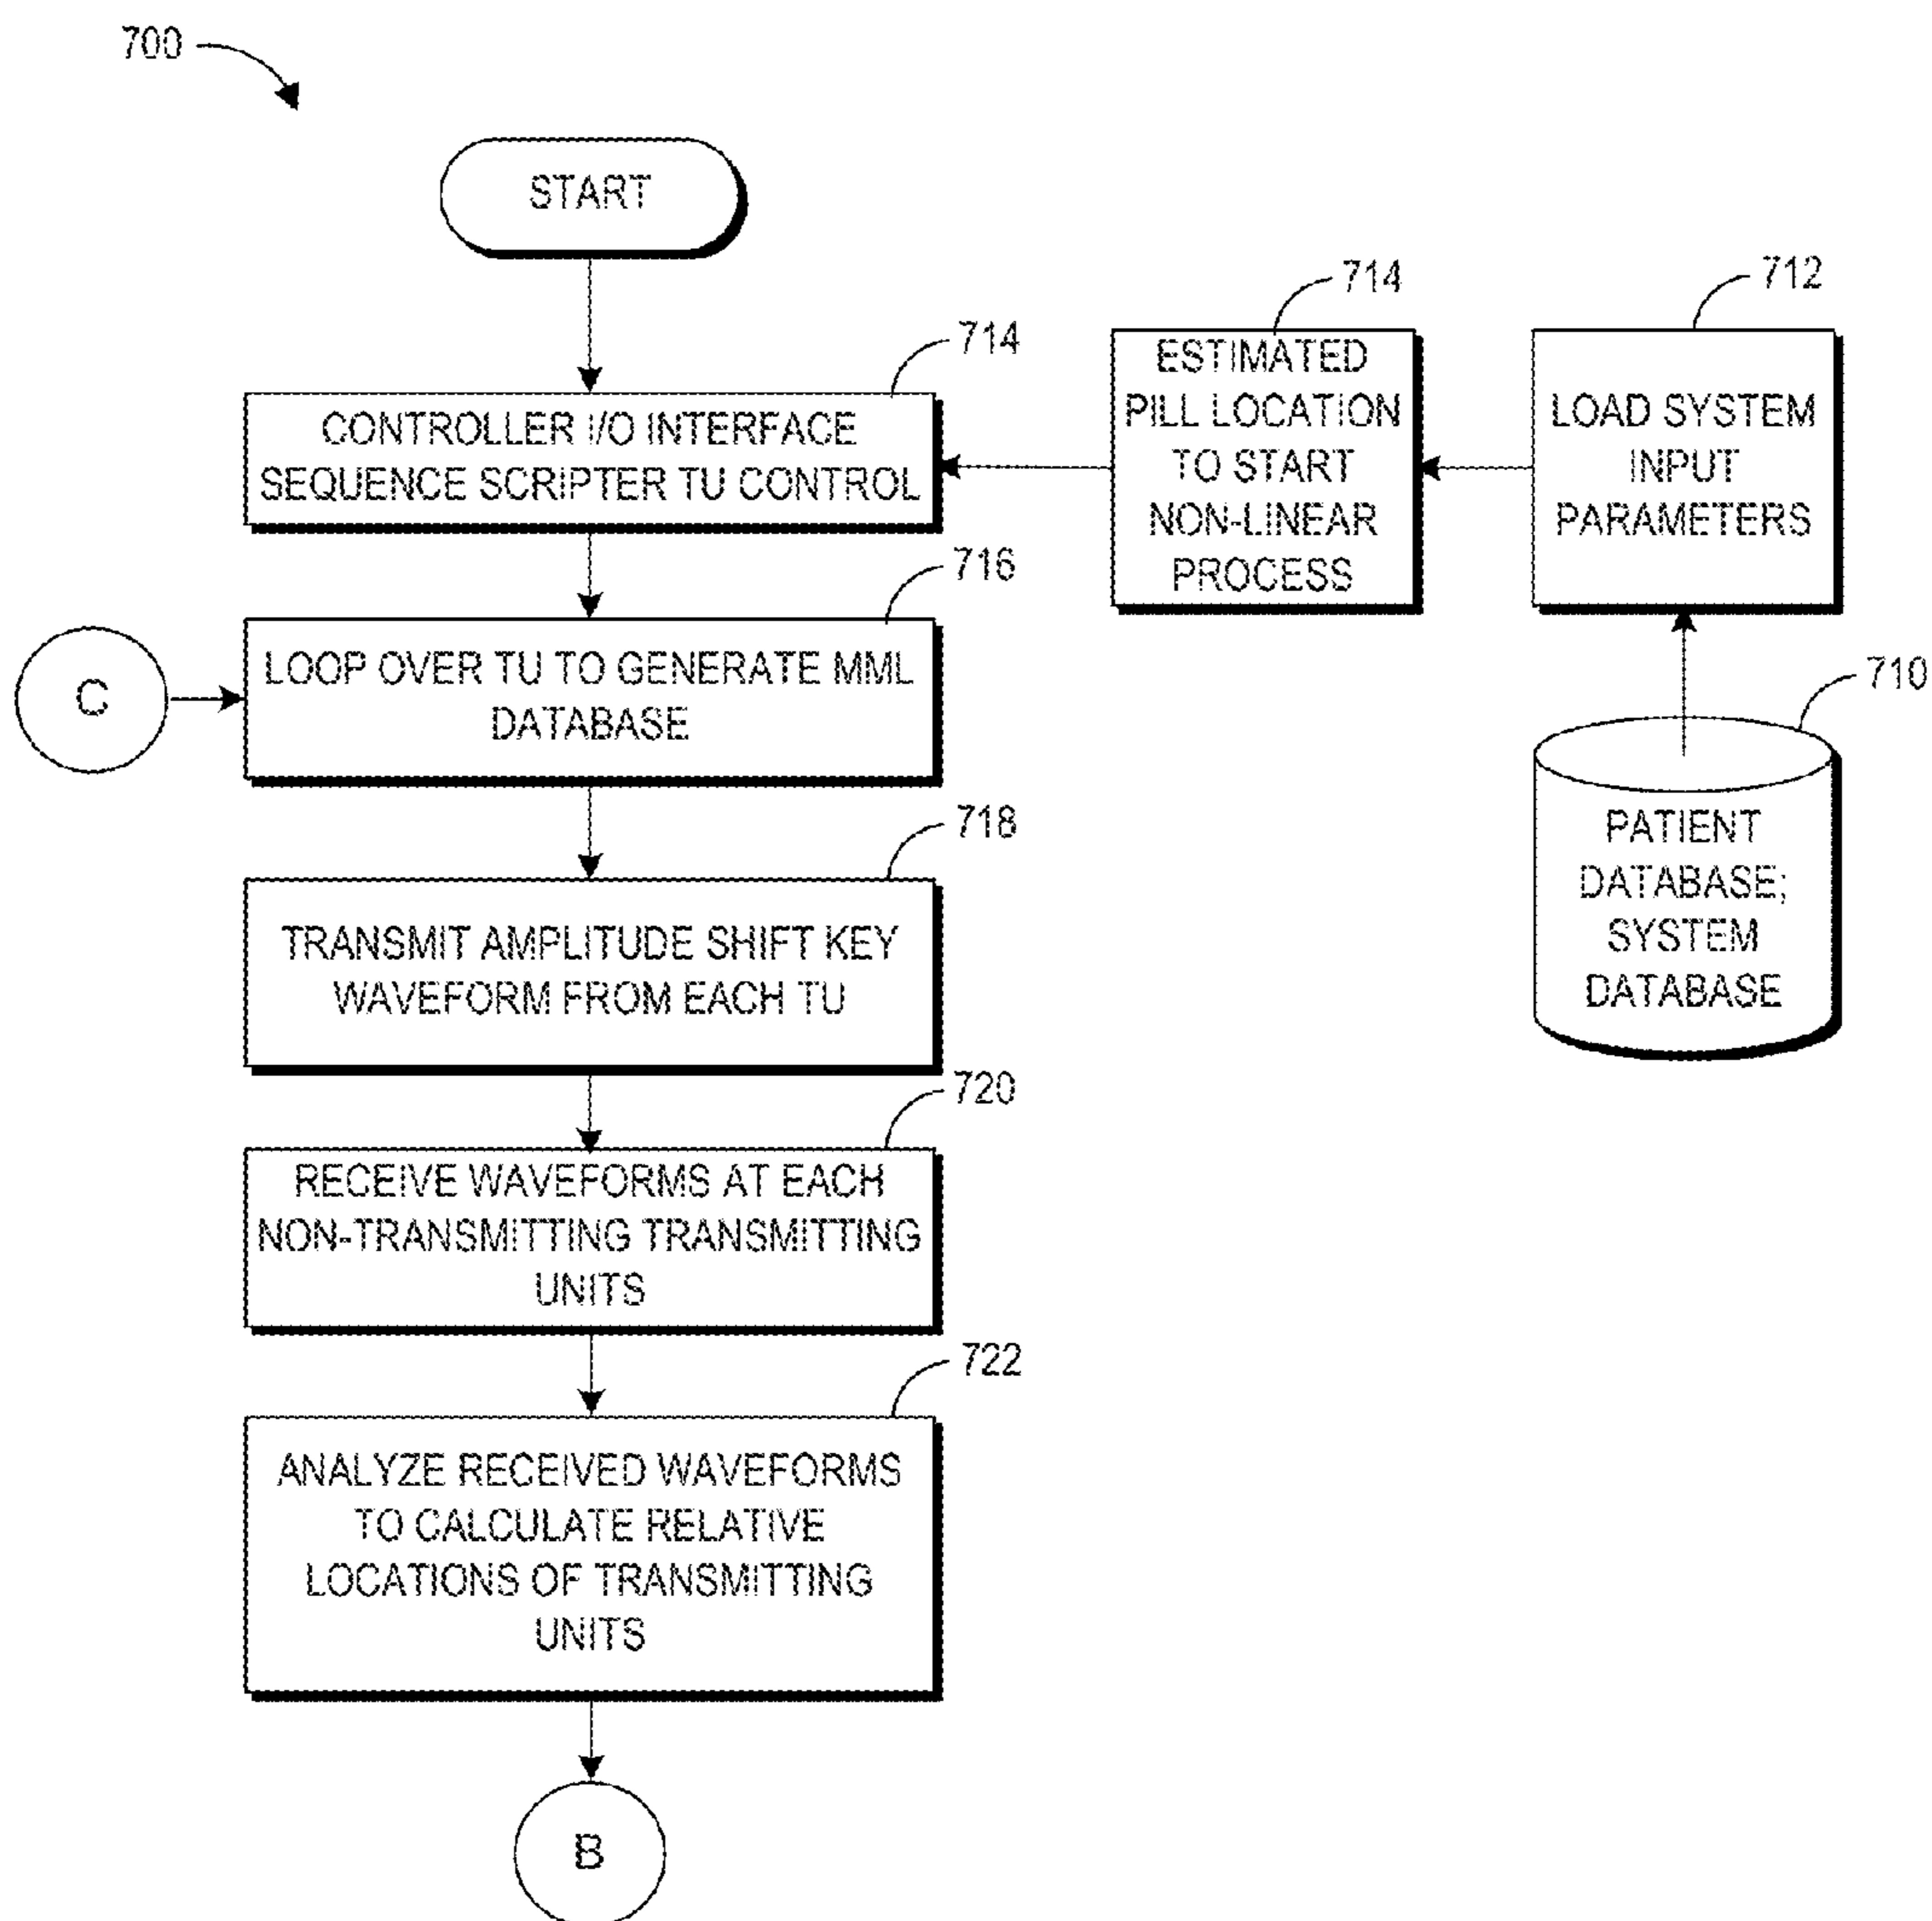 700
START
714
CONTROLLER I/O INTERFACE
SEQUENCE SCRIPTER TU CONTROL
714
ESTIMATED
PILL LOCATION
TO START
NON-LINEAR
PROCESS
712
LOAD SYSTEM
INPUT
PARAMETERS
710
PATIENT
DATABASE;
SYSTEM
DATABASE
C
716
LOOP OVER TU TO GENERATE MML
DATABASE
718
TRANSMIT AMPLITUDE SHIFT KEY
WAVEFORM FROM EACH TU
720
RECEIVE WAVEFORMS AT EACH
NON-TRANSMITTING TRANSMITTING
UNITS
722
ANALYZE RECEIVED WAVEFORMS
TO CALCULATE RELATIVE
LOCATIONS OF TRANSMITTING
UNITS
B